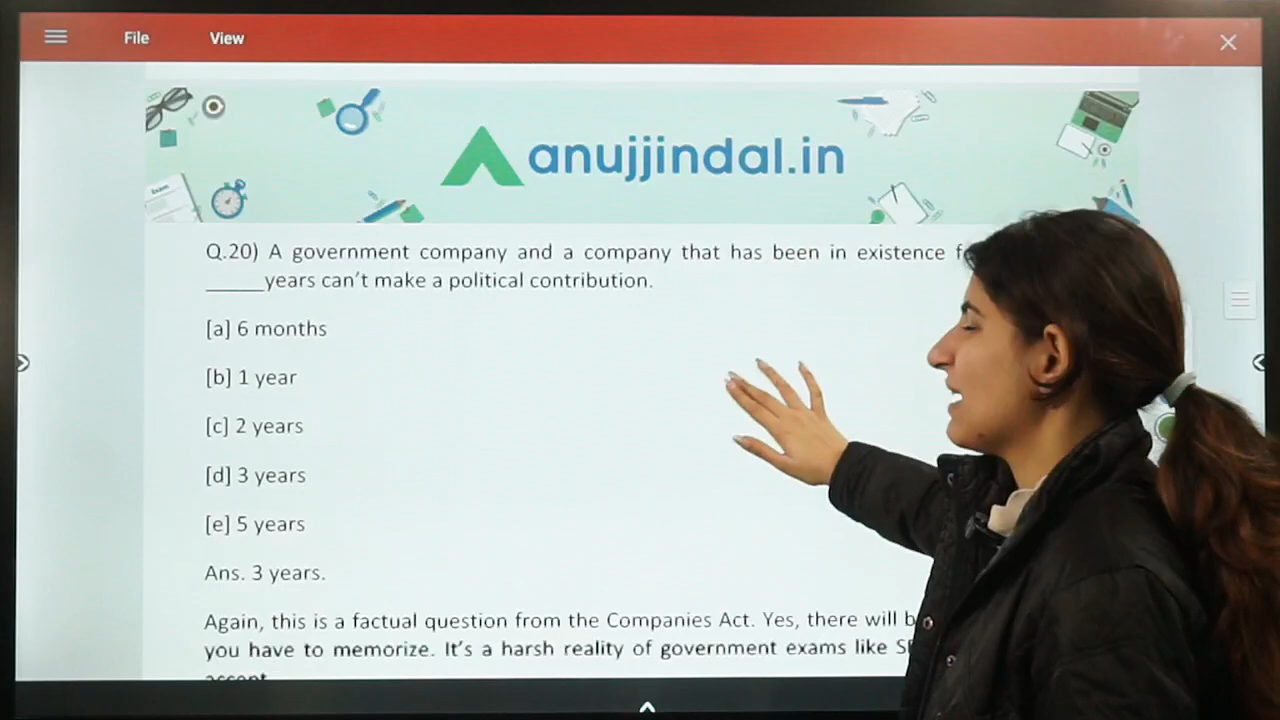 File View
Exam
anujjindal.in
Q.20) A government company and a company that has been in existence
______years can't make a political contribution.
[a] 6 months
[b] 1 year
[c] 2 years
[d] 3 years
[e] 5 years
Ans. 3 years.
Again, this is a factual question from the Companies Act. Yes, there will
you have to memorize. It's a harsh reality of government exams like